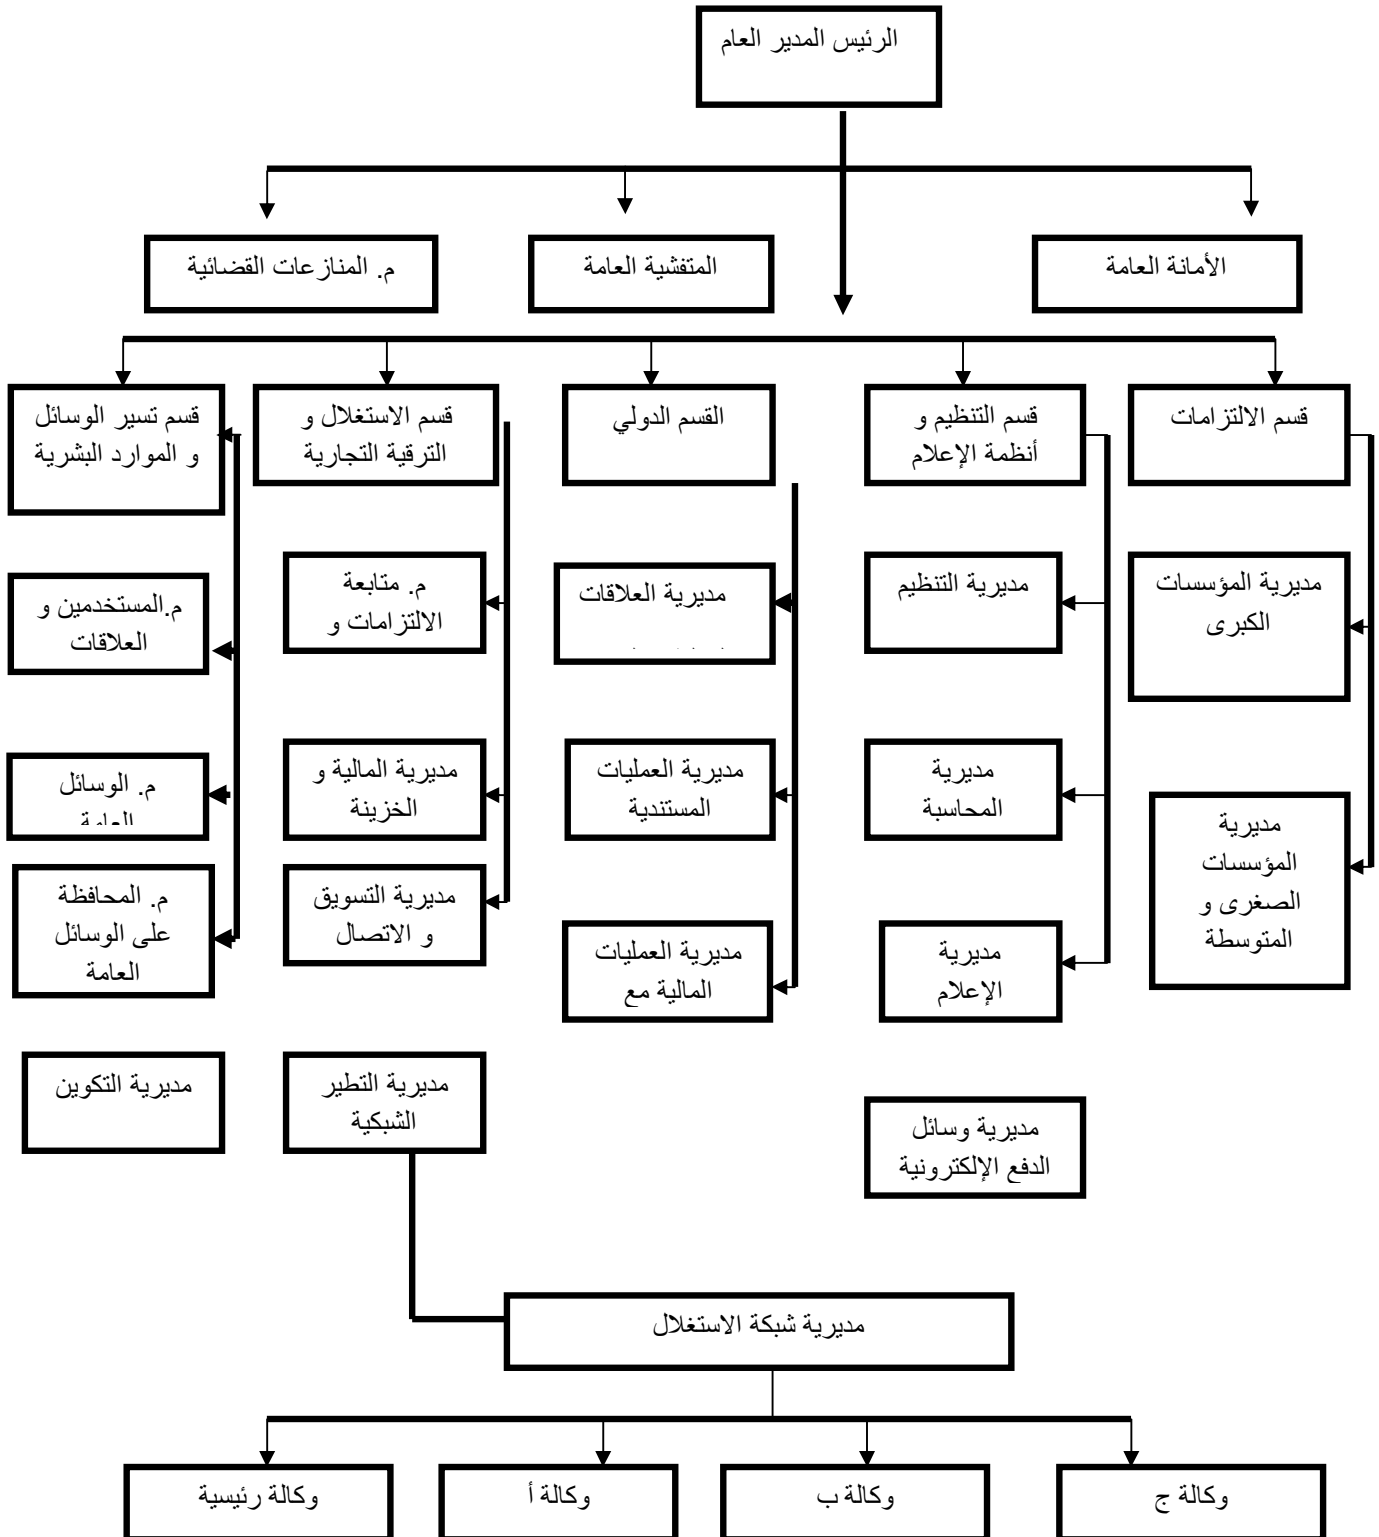 الرئيس المدير العام
الأمانة العامة
المتفشية العامة
م. المنازعات القضائية
قسم الالتزامات
قسم التنظيم و
أنظمة الإعلام
القسم الدولي
قسم الاستغلال و
الترقية التجارية
قسم تسير الوسائل
و الموارد البشرية
مديرية المؤسسات
الكبرى
مديرية التنظيم
مديرية العلاقات
م. متابعة
الالتزامات و
م.المستخدمين و
العلاقات
مديرية
المؤسسات
الصغرى و
المتوسطة
مديرية
المحاسبة
مديرية العمليات
المستندية
مديرية المالية و
الخزينة
م. الوسائل
العامة
مديرية
الإعلام
مديرية العمليات
المالية مع
مديرية التسويق
و الاتصال
م. المحافظة
على الوسائل
العامة
مديرية وسائل
الدفع الإلكترونية
مديرية التطير
الشبكية
مديرية التكوين
مديرية شبكة الاستغلال
وكالة ج
وكالة ب
وكالة أ
وكالة رئيسية